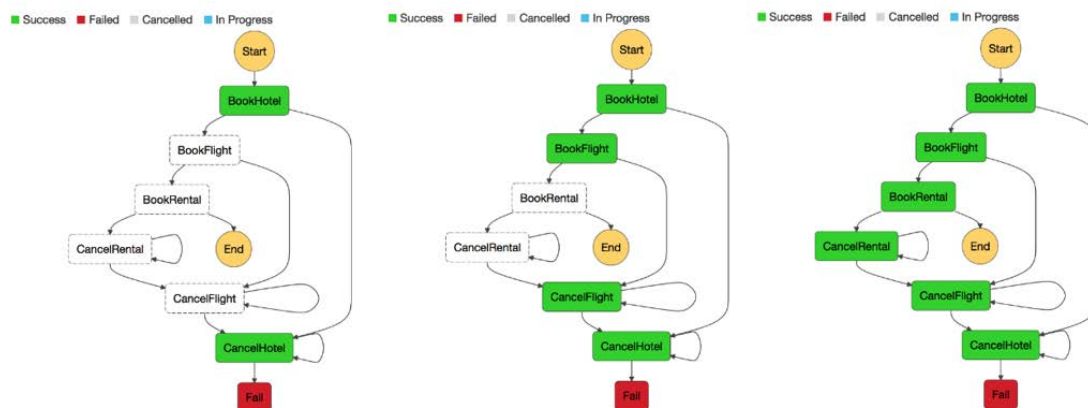 Success Failed Cancelled In Progress
Start
BookHotel
BookFlight
BookRental
CancelRental End
CancelFlight
CancelHotel
Fail
Success Failed Cancelled In Progress
Start
BookHotel
BookFlight
BookRental
CancelRental End
CancelFlight
CancelHotel
Fail
Success Failed Cancelled In Progress
Start
BookHotel
BookFlight
BookRental
CancelRental End
CancelFlight
CancelHotel
Fail